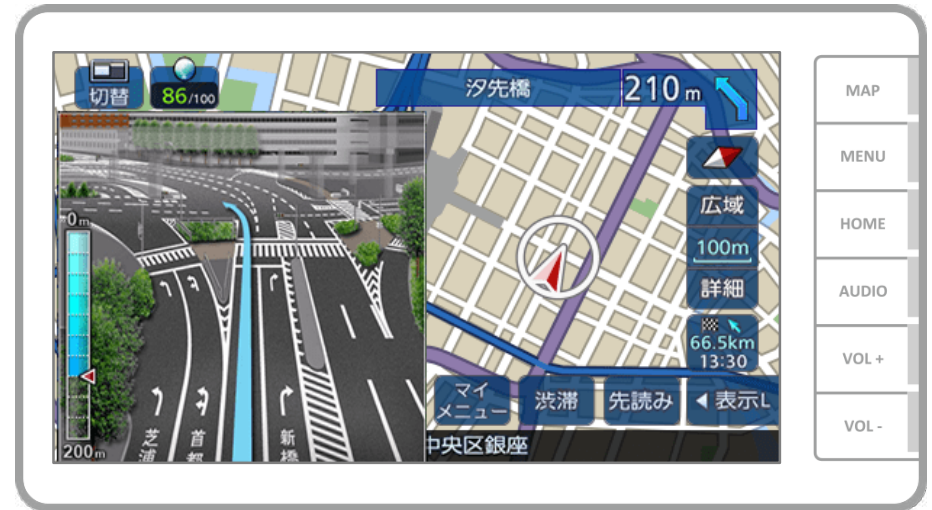 切替
86/100
汐先橋
210 m
0m
200m
芝浦
首都
新橋
広域
100m
詳細
66.5km
13:30
マイ
メニュー
渋滞
先読み
表示L
中央区銀座
MAP
MENU
HOME
AUDIO
VOL +
VOL -